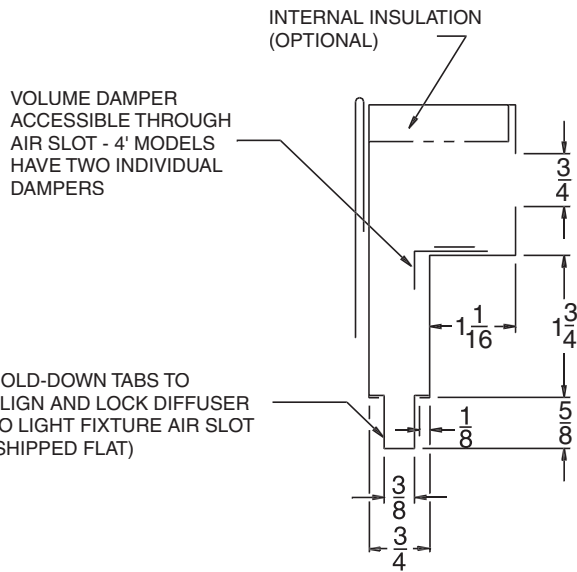 INTERNAL INSULATION
(OPTIONAL)
VOLUME DAMPER
ACCESSIBLE THROUGH
AIR SLOT - 4' MODELS
HAVE TWO INDIVIDUAL
DAMPERS
3/4
1 1/16
1 3/4
OLD-DOWN TABS TO
LIGN AND LOCK DIFFUSER
O LIGHT FIXTURE AIR SLOT
SHIPPED FLAT)
1/8
5/8
3/8
3/4